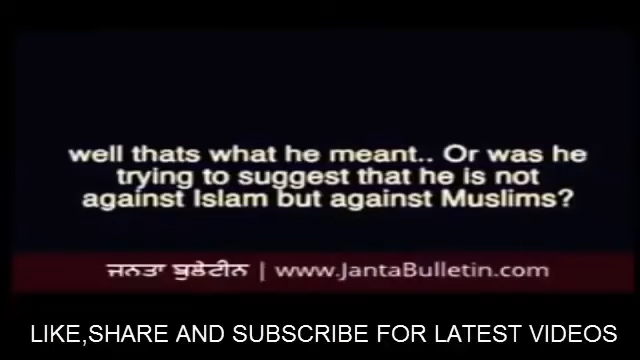 well thats what he meant.. Or was he
trying to suggest that he is not
against Islam but against Muslims?
ਜਨਤਾ ਬੁਲੇਟੀਨ | www.JantaBulletin.com
LIKE,SHARE AND SUBSCRIBE FOR LATEST VIDEOS